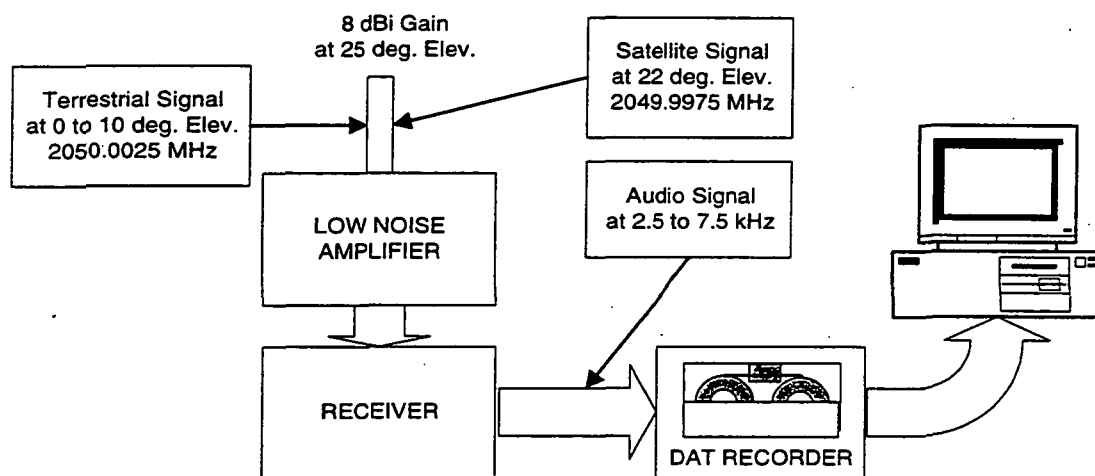 8 dBi Gain
at 25 deg. Elev.
Terrestrial Signal
at 0 to 10 deg. Elev.
2050.0025 MHz
Satellite Signal
at 22 deg. Elev.
2049.9975 MHz
Audio Signal
at 2.5 to 7.5 kHz
LOW NOISE
AMPLIFIER
RECEIVER
DAT RECORDER